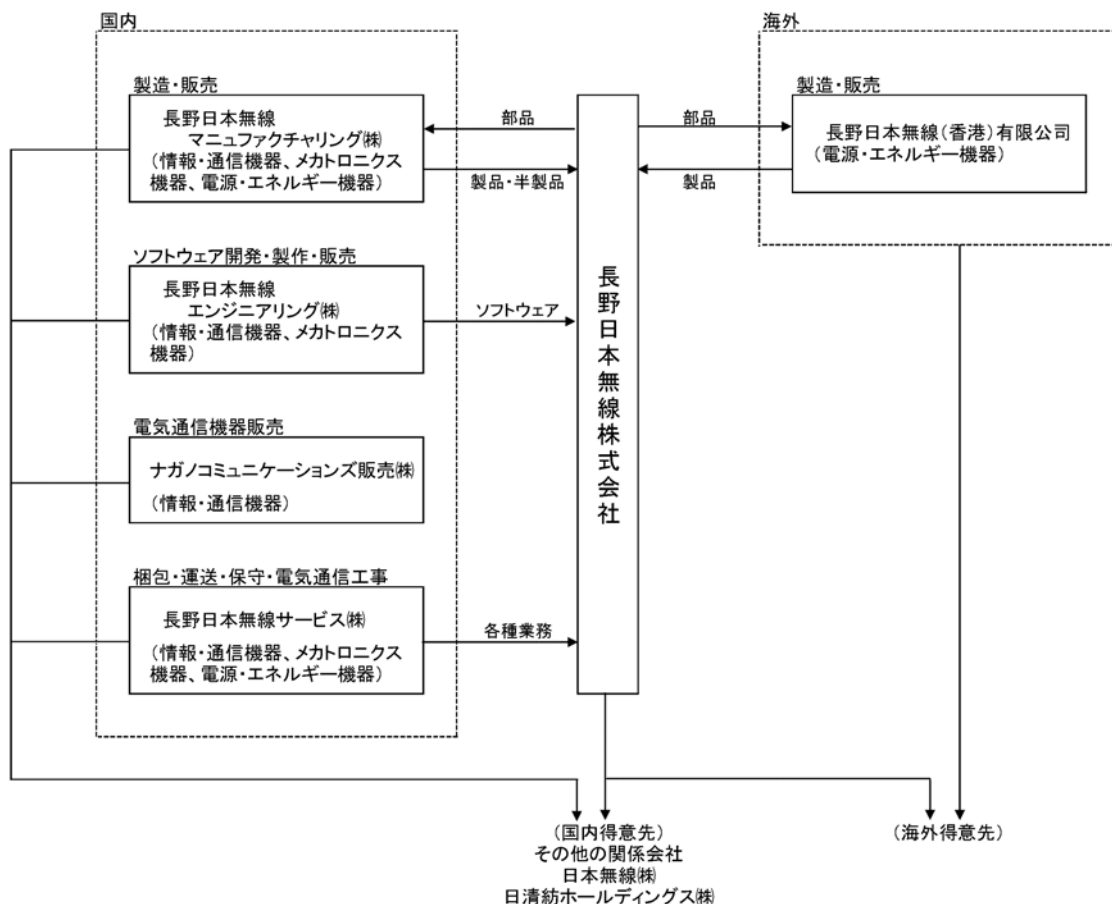 国内
海外
製造・販売
長野日本無線
マニュファクチャリング㈱
（情報・通信機器、メカトロニクス
機器、電源・エネルギー機器）
部品
製品・半製品
部品
製品
製造・販売
長野日本無線（香港）有限公司
（電源・エネルギー機器）
ソフトウェア開発・製作・販売
長野日本無線
エンジニアリング㈱
（情報・通信機器、メカトロニクス
機器）
ソフトウェア
長野日本無線株式会社
電気通信機器販売
ナガノコミュニケーションズ販売㈱
（情報・通信機器）
梱包・運送・保守・電気通信工事
長野日本無線サービス㈱
（情報・通信機器、メカトロニクス
機器、電源・エネルギー機器）
各種業務
（国内得意先）
その他の関係会社
日本無線㈱
日清紡ホールディングス㈱
（海外得意先）